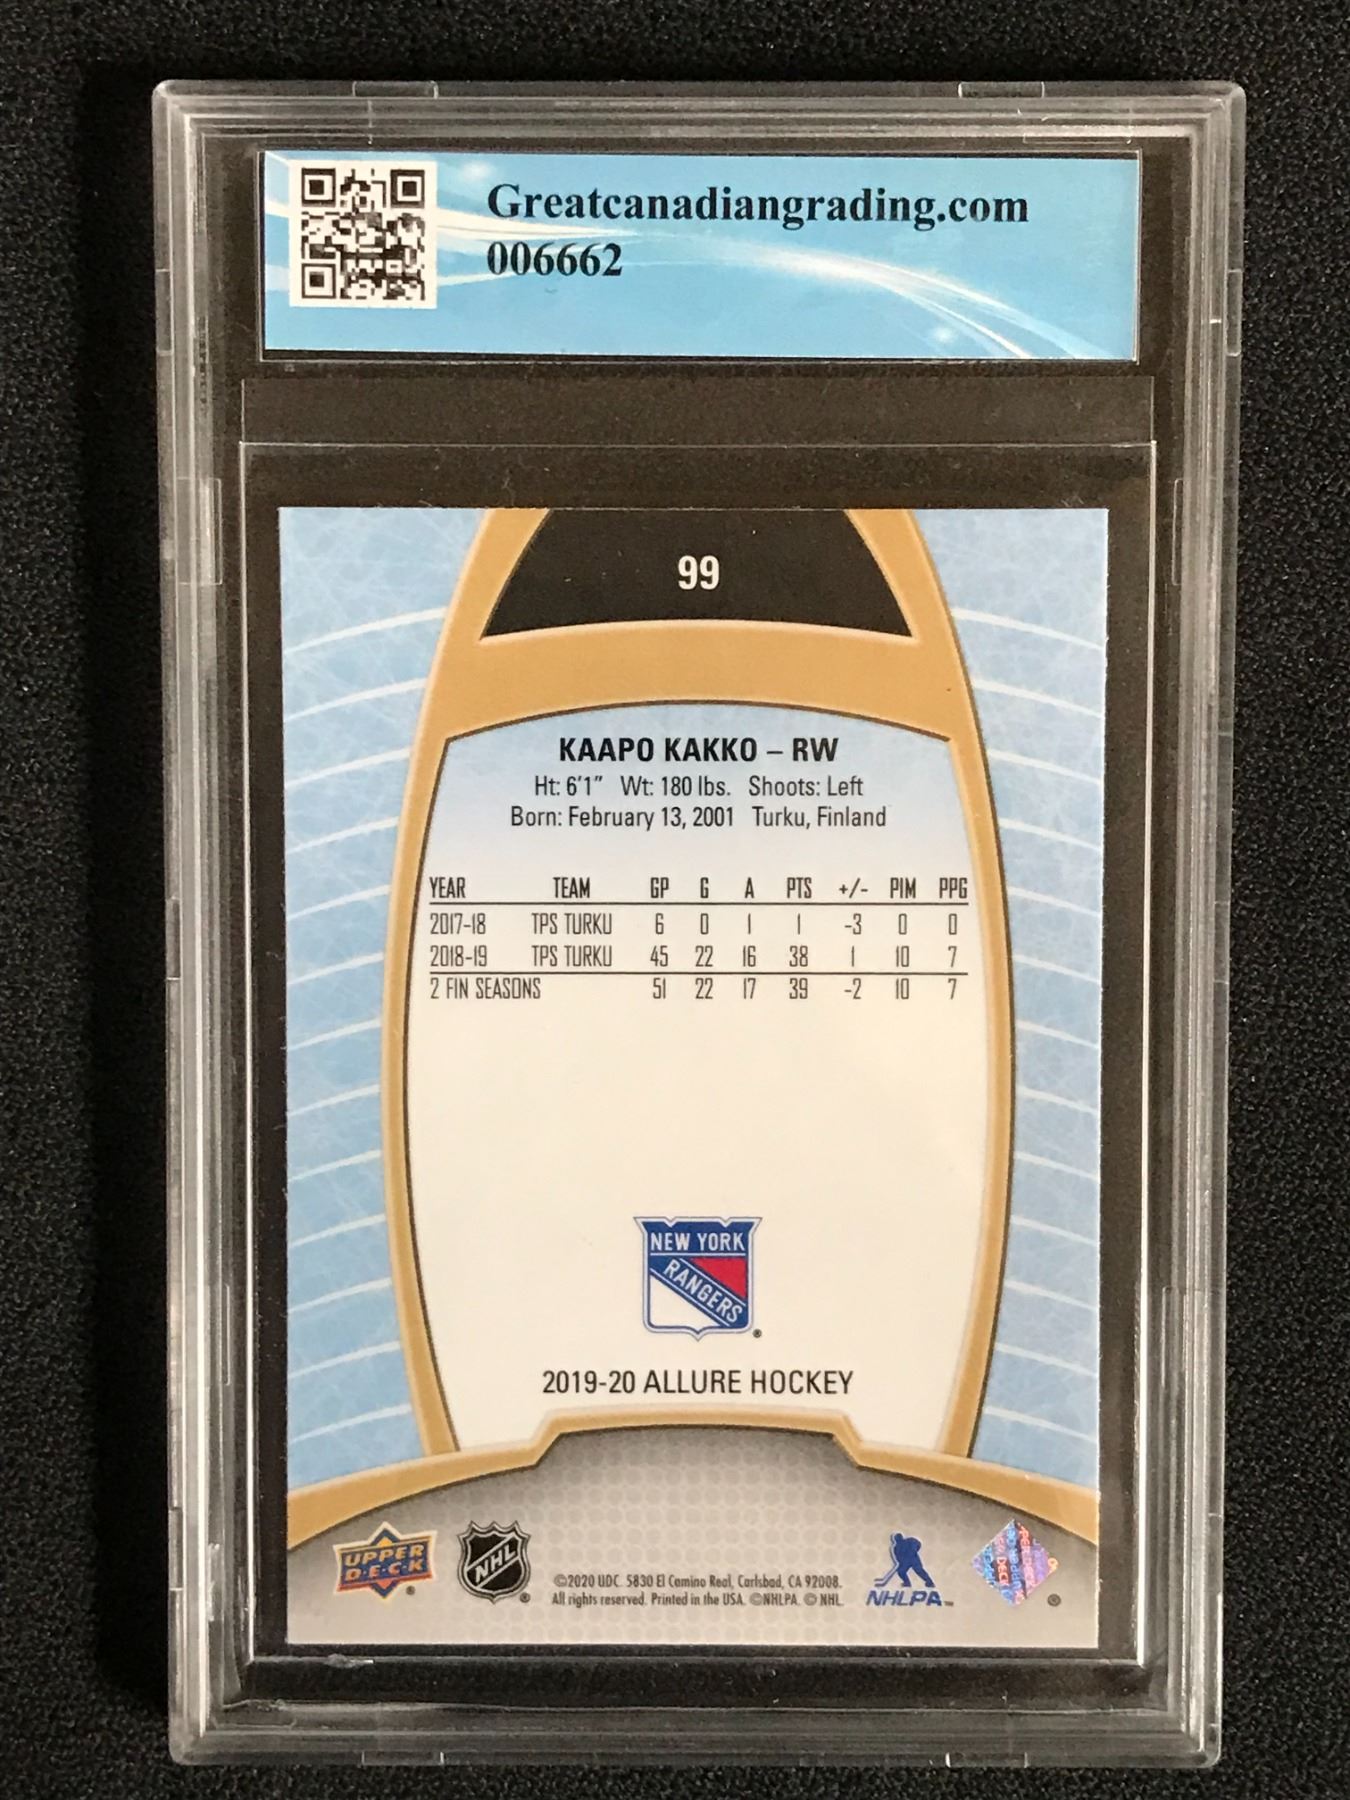 Greatcanadiangrading.com
006662
99
KAAPO KAKKO – RW
Ht: 6'1" Wt: 180 lbs. Shoots: Left
Born: February 13, 2001 Turku, Finland
YEAR TEAM GP G A PTS +/- PIM PPG
2017-18 TPS TURKU 6 0 1 1 -3 0 0
2018-19 TPS TURKU 45 22 16 38 1 10 7
2 FIN SEASONS 51 22 17 39 -2 10 7
NEW YORK
RANGERS
®
2019-20 ALLURE HOCKEY
UPPER
D·E·C·K
®
NHL
®
©2020 UDC. 5830 El Camino Real, Carlsbad, CA 92008.
All rights reserved. Printed in the USA. ©NHLPA. © NHL.
NHLPA™
®